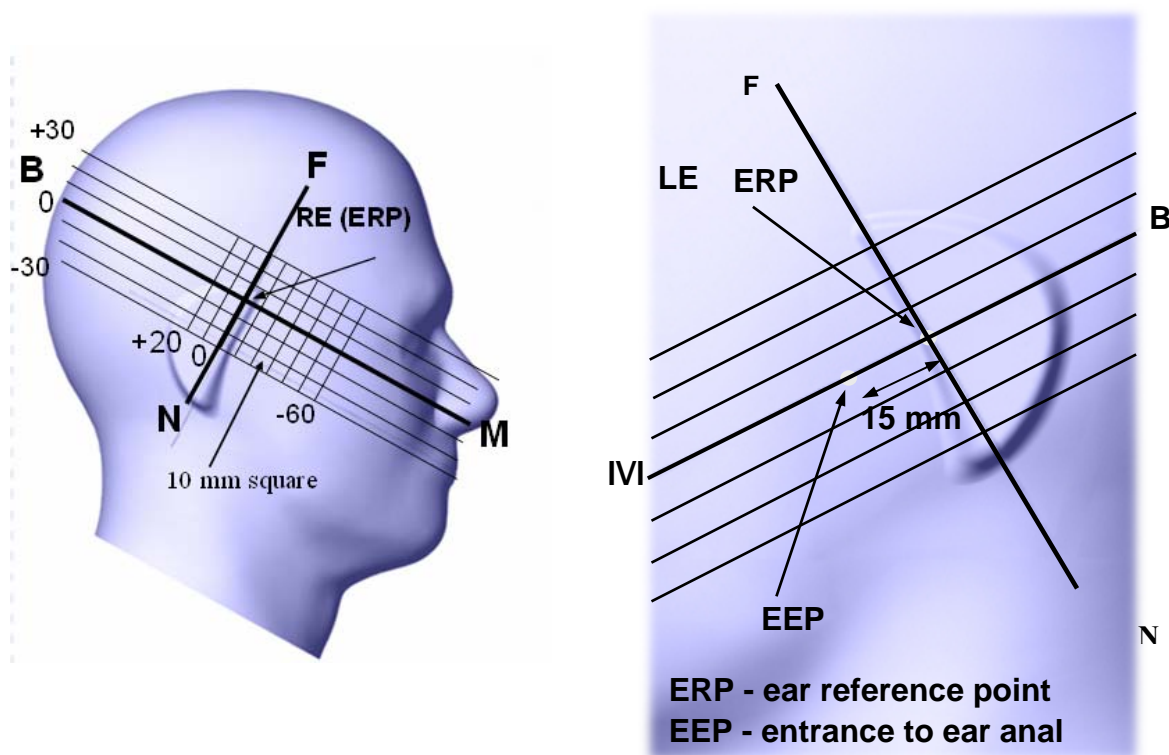 +30
B
F
0
RE (ERP)
-30
+20
0
N
-60
M
10 mm square
F
LE ERP
B
15 mm
IVI
EEP
N
ERP - ear reference point
EEP - entrance to ear anal